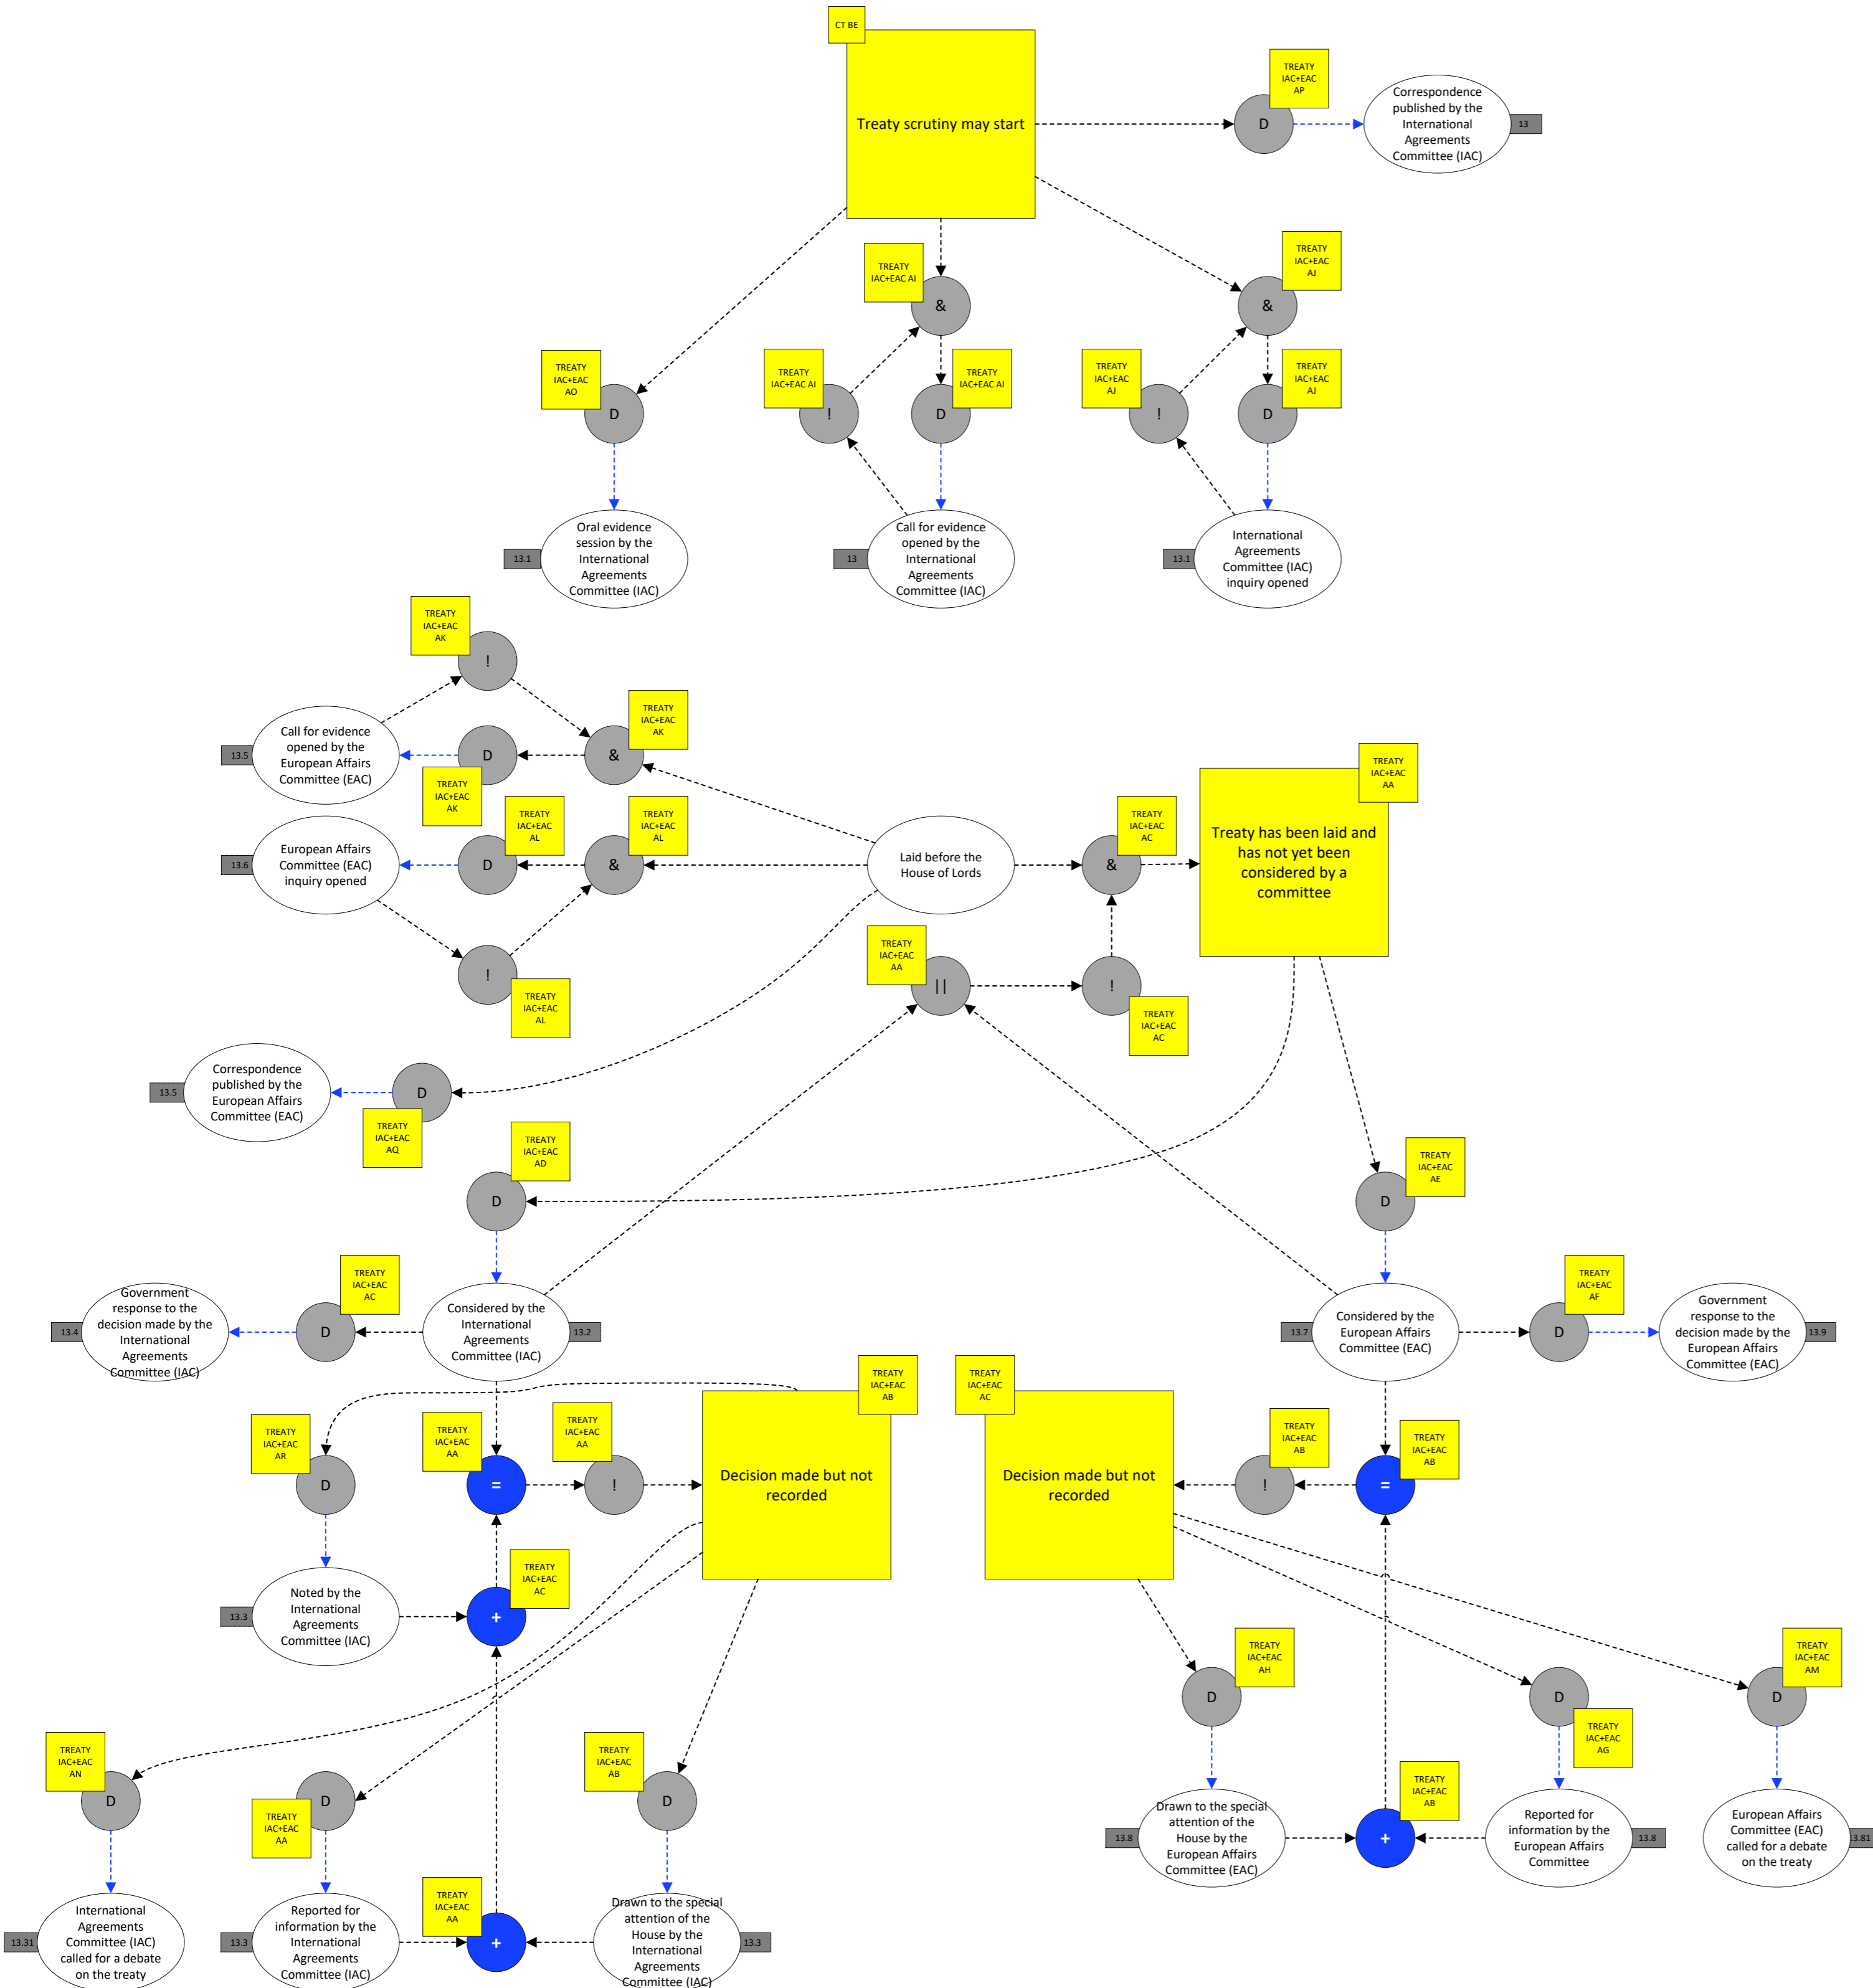 CT BE
Treaty scrutiny may start
TREATY
IAC+EAC
AP
D
Correspondence
published by the
International
Agreements
Committee (IAC)
13
TREATY
IAC+EAC AI
&
TREATY
IAC+EAC
AJ
&
TREATY
IAC+EAC
AO
D
TREATY
IAC+EAC AI
!
TREATY
IAC+EAC AI
D
TREATY
IAC+EAC
AJ
!
TREATY
IAC+EAC
AJ
D
13.1
Oral evidence
session by the
International
Agreements
Committee (IAC)
13
Call for evidence
opened by the
International
Agreements
Committee (IAC)
13.1
International
Agreements
Committee (IAC)
inquiry opened
TREATY
IAC+EAC
AK
!
13.5
Call for evidence
opened by the
European Affairs
Committee (EAC)
D
TREATY
IAC+EAC
AK
TREATY
IAC+EAC
AK
&
13.6
European Affairs
Committee (EAC)
inquiry opened
TREATY
IAC+EAC
AL
D
TREATY
IAC+EAC
AL
&
!
TREATY
IAC+EAC
AL
Laid before the
House of Lords
TREATY
IAC+EAC
AC
&
TREATY
IAC+EAC
AA
Treaty has been laid and
has not yet been
considered by a
committee
TREATY
IAC+EAC
AA
||
!
TREATY
IAC+EAC
AC
13.5
Correspondence
published by the
European Affairs
Committee (EAC)
D
TREATY
IAC+EAC
AQ
TREATY
IAC+EAC
AD
D
TREATY
IAC+EAC
AE
D
13.4
Government
response to the
decision made by the
International
Agreements
Committee (IAC)
TREATY
IAC+EAC
AC
D
Considered by the
International
Agreements
Committee (IAC)
13.2
13.7
Considered by the
European Affairs
Committee (EAC)
TREATY
IAC+EAC
AF
D
Government
response to the
decision made by the
European Affairs
Committee (EAC)
13.9
TREATY
IAC+EAC
AR
D
TREATY
IAC+EAC
AA
=
TREATY
IAC+EAC
AA
!
TREATY
IAC+EAC
AB
Decision made but not
recorded
TREATY
IAC+EAC
AC
Decision made but not
recorded
TREATY
IAC+EAC
AB
!
TREATY
IAC+EAC
AB
=
13.3
Noted by the
International
Agreements
Committee (IAC)
TREATY
IAC+EAC
AC
+
TREATY
IAC+EAC
AH
D
D
TREATY
IAC+EAC
AG
TREATY
IAC+EAC
AM
D
TREATY
IAC+EAC
AN
D
D
TREATY
IAC+EAC
AA
TREATY
IAC+EAC
AB
D
13.8
Drawn to the special
attention of the
House by the
European Affairs
Committee (EAC)
TREATY
IAC+EAC
AB
+
Reported for
information by the
European Affairs
Committee
13.8
European Affairs
Committee (EAC)
called for a debate
on the treaty
13.81
13.31
International
Agreements
Committee (IAC)
called for a debate
on the treaty
13.3
Reported for
information by the
International
Agreements
Committee (IAC)
TREATY
IAC+EAC
AA
+
Drawn to the special
attention of the
House by the
International
Agreements
Committee (IAC)
13.3